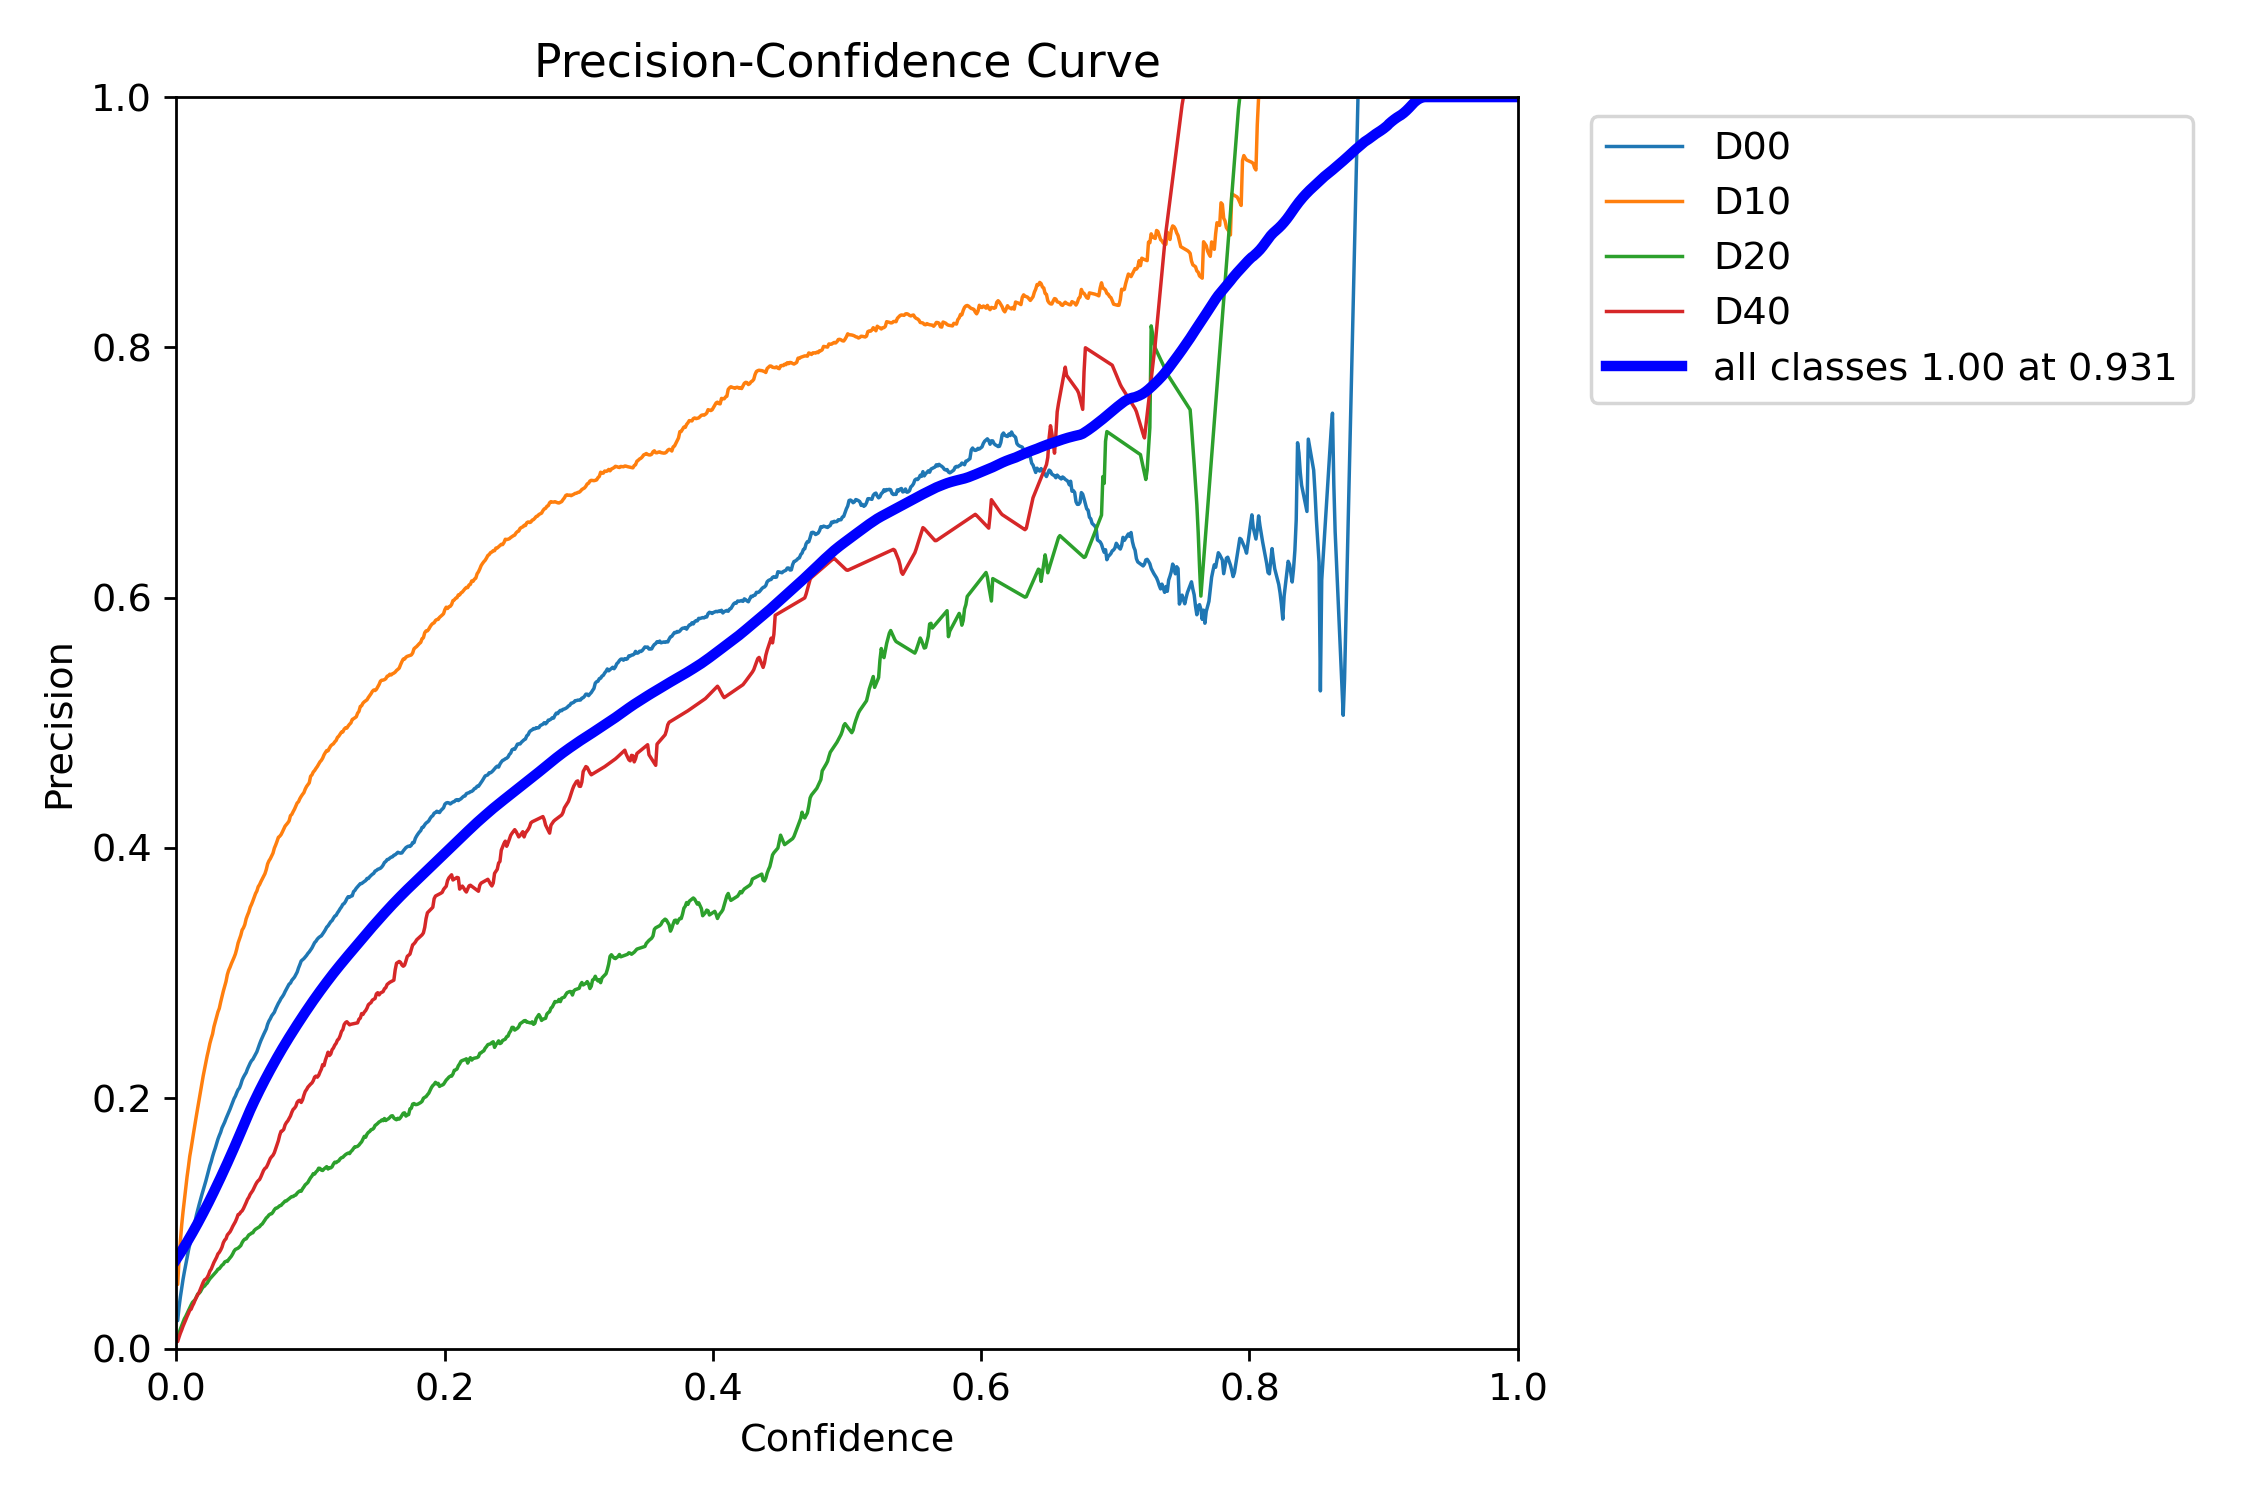 Precision-Confidence Curve
1.0
0.8
0.6
0.4
0.2
0.0
Precision
0.0 0.2 0.4 0.6 0.8 1.0
Confidence
D00
D10
D20
D40
all classes 1.00 at 0.931